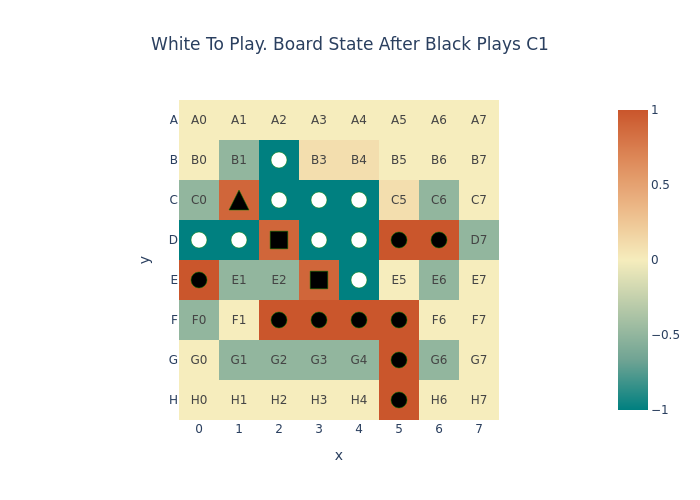 White To Play. Board State After Black Plays C1
A A0 A1 A2 A3 A4 A5 A6 A7
B B0 B1 B3 B4 B5 B6 B7
C C0 C5 C6 C7
D D7
E E1 E2 E5 E6 E7
F F0 F1 F6 F7
G G0 G1 G2 G3 G4 G6 G7
H H0 H1 H2 H3 H4 H6 H7
0 1 2 3 4 5 6 7
x
y
1
0.5
0
−0.5
−1